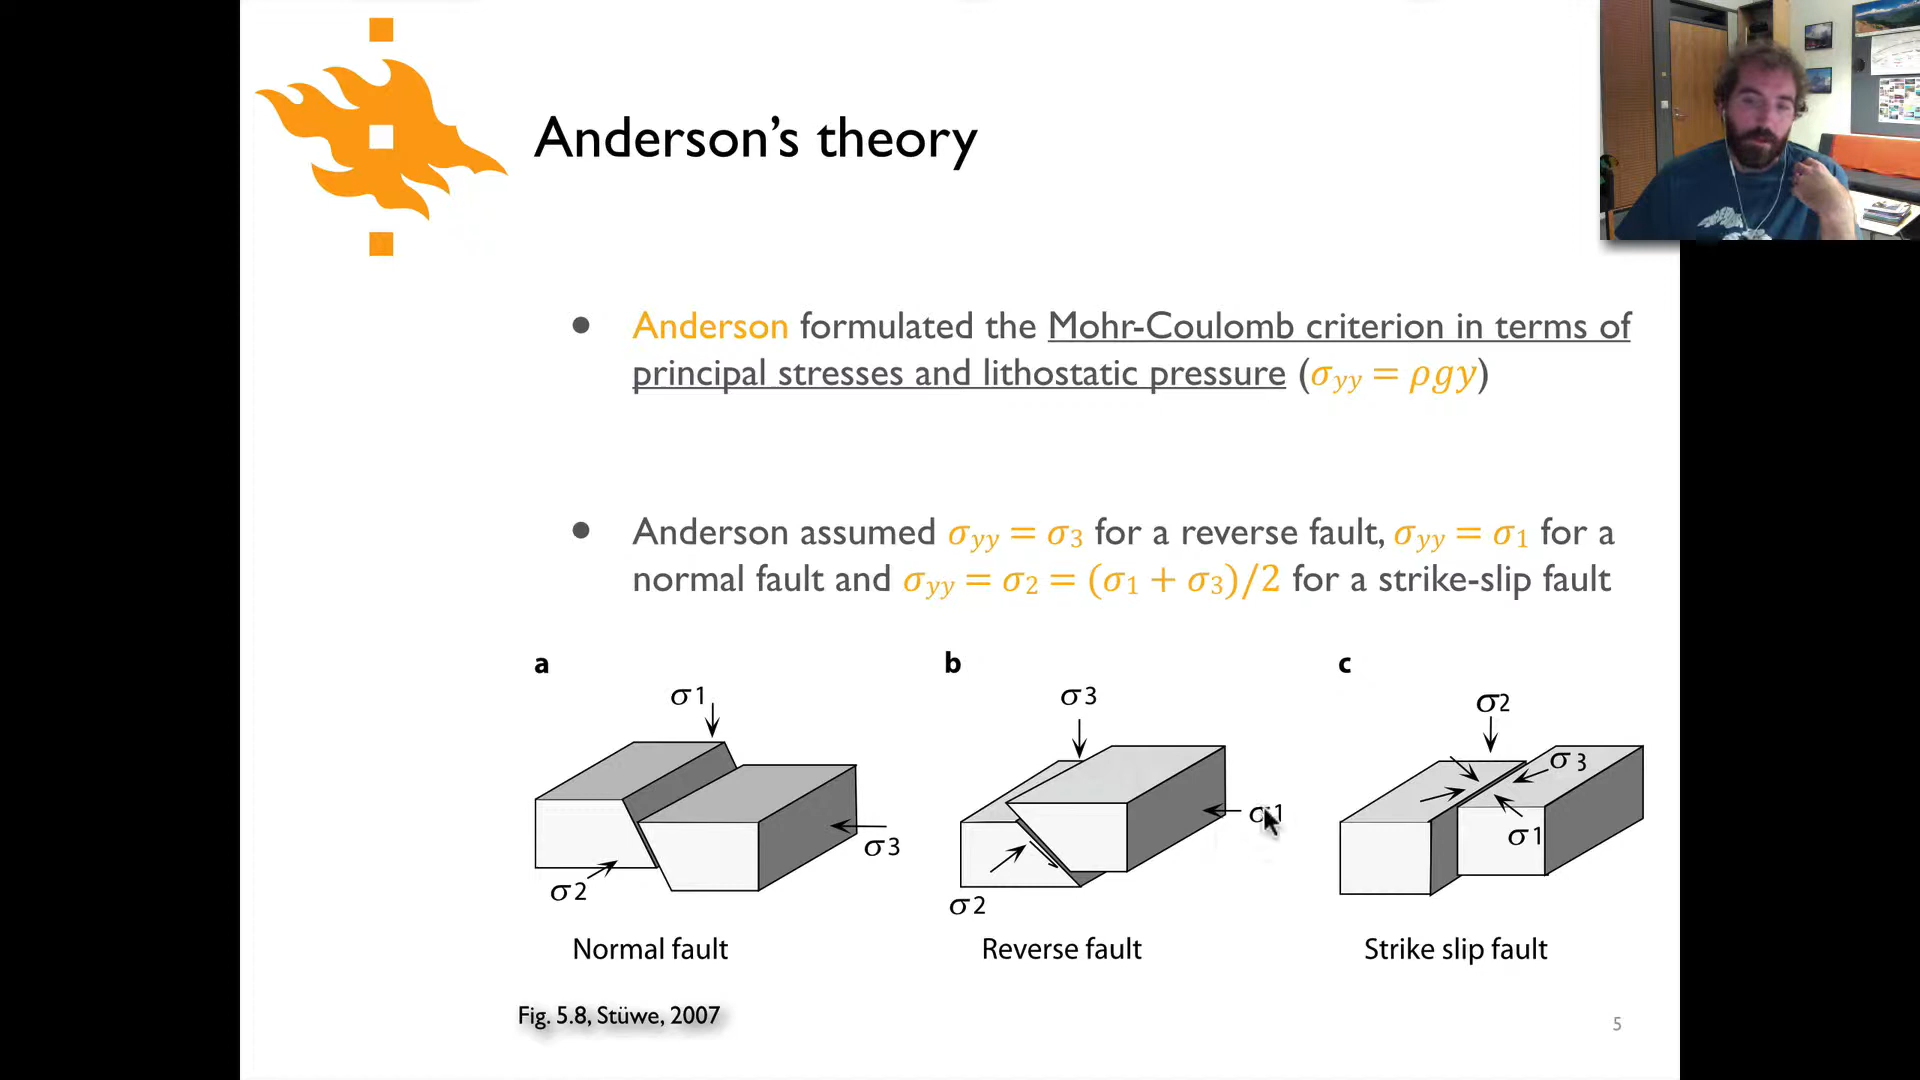 Anderson’s theory
• Anderson formulated the Mohr-Coulomb criterion in terms of
principal stresses and lithostatic pressure (σyy = ρgy)
• Anderson assumed σyy = σ3 for a reverse fault, σyy = σ1 for a
normal fault and σyy = σ2 = (σ1 + σ3)/2 for a strike-slip fault
a
σ1
σ3
σ2
Normal fault
b
σ3
σ1
σ2
Reverse fault
c
σ2
σ3
σ1
Strike slip fault
Fig. 5.8, Stüwe, 2007
5